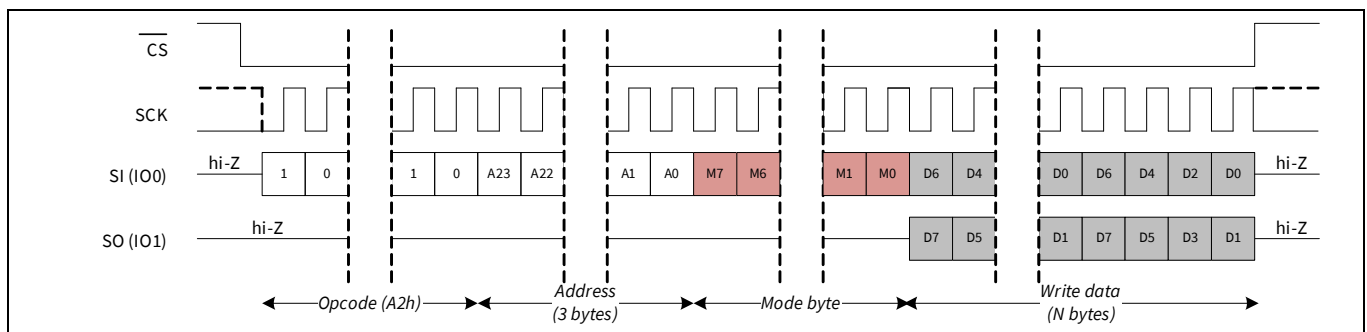 CS
SCK
hi-Z
SI (IO0) 1 0 1 0 A23 A22 A1 A0 M7 M6 M1 M0 D6 D4 D0 D6 D4 D2 D0 hi-Z
hi-Z
SO (IO1) D7 D5 D1 D7 D5 D3 D1 hi-Z
Opcode (A2h) Address (3 bytes) Mode byte Write data (N bytes)